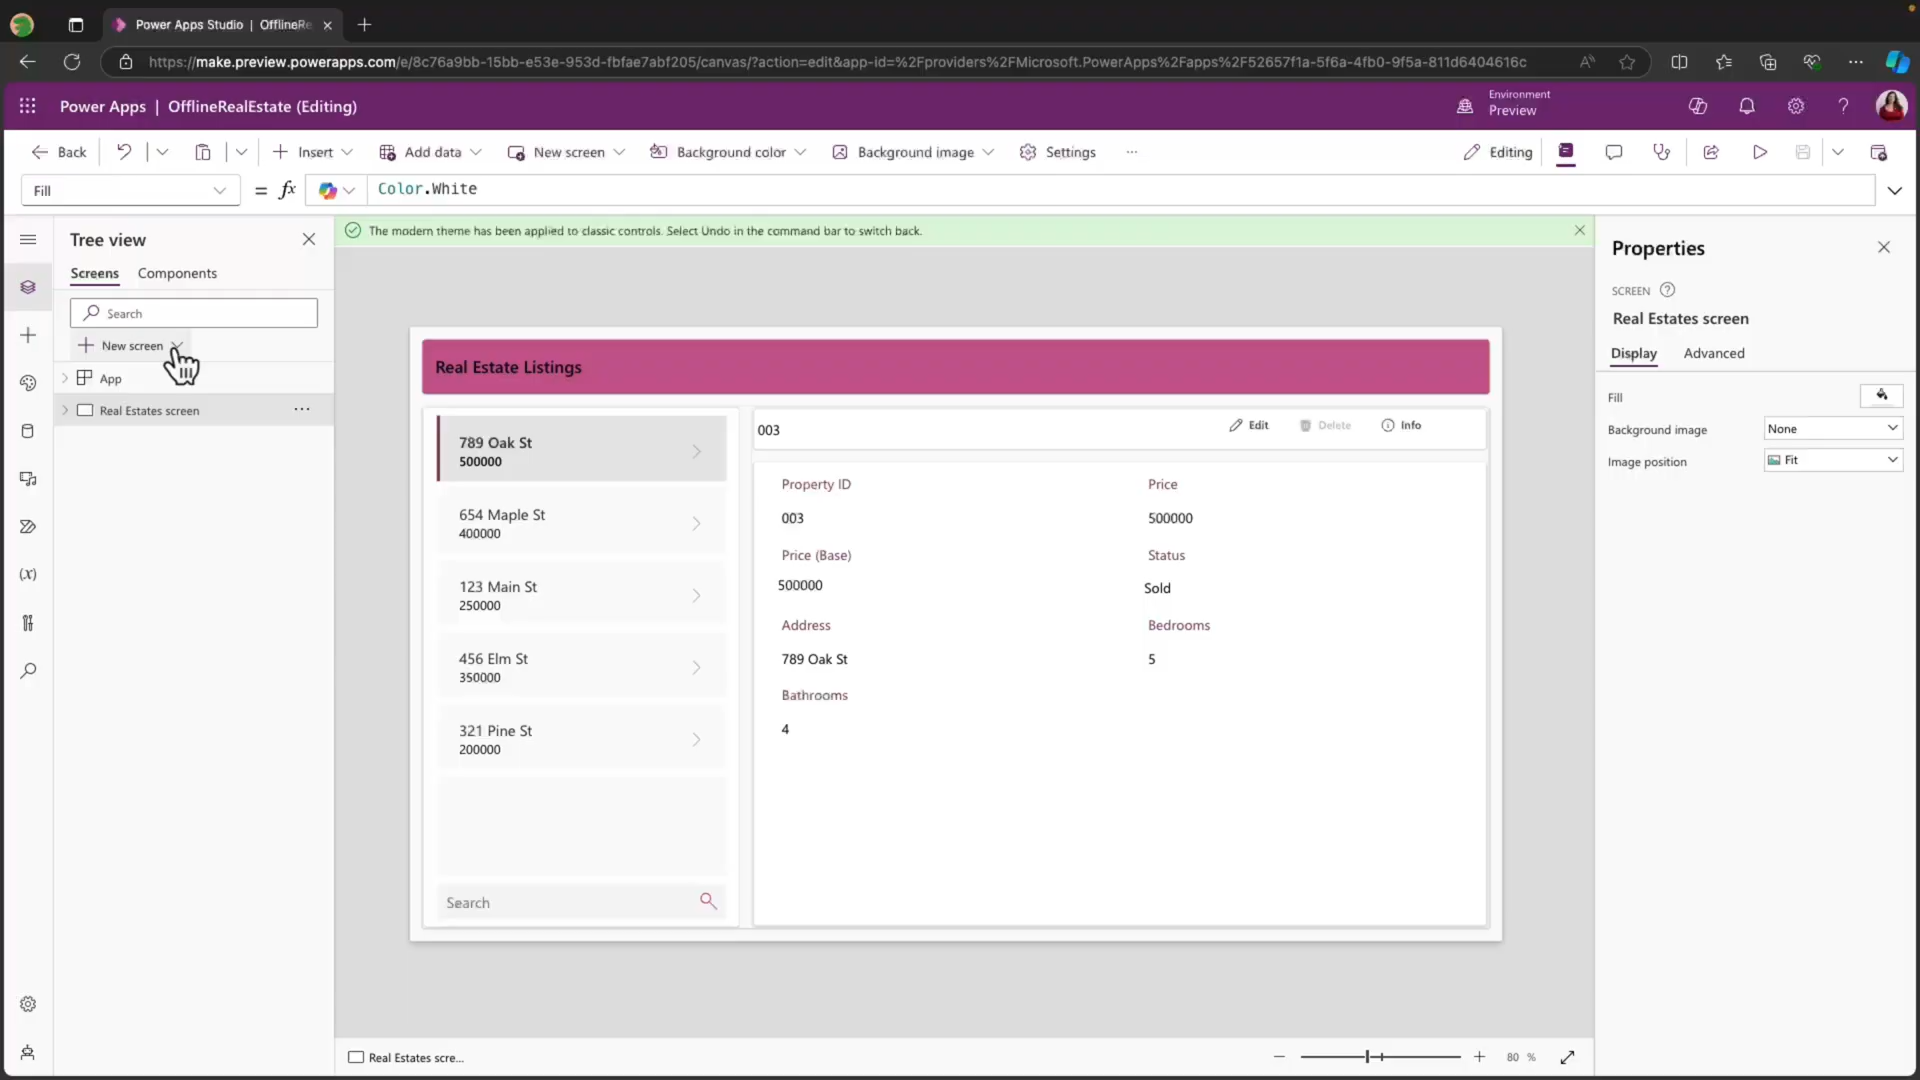 Power Apps Studio | OfflineRe
https://make.preview.powerapps.com/e/8c76a9bb-15bb-e53e-953d-fbfae7abf205/canvas/?action=edit&app-id=%2Fproviders%2FMicrosoft.PowerApps%2Fapps%2F52657f1a-5f6a-4fb0-9f5a-811d6404616c
Power Apps | OfflineRealEstate (Editing)
Environment
Preview
Back
Insert
Add data
New screen
Background color
Background image
Settings
Editing
Fill
= fx
Color.White
Tree view
Screens Components
Search
New screen
App
Real Estates screen
The modern theme has been applied to classic controls. Select Undo in the command bar to switch back.
Real Estate Listings
789 Oak St
500000
654 Maple St
400000
123 Main St
250000
456 Elm St
350000
321 Pine St
200000
Search
003
Edit Delete Info
Property ID Price
003 500000
Price (Base) Status
500000 Sold
Address Bedrooms
789 Oak St 5
Bathrooms
4
Properties
SCREEN
Real Estates screen
Display Advanced
Fill
Background image None
Image position Fit
Real Estates scre...
80 %